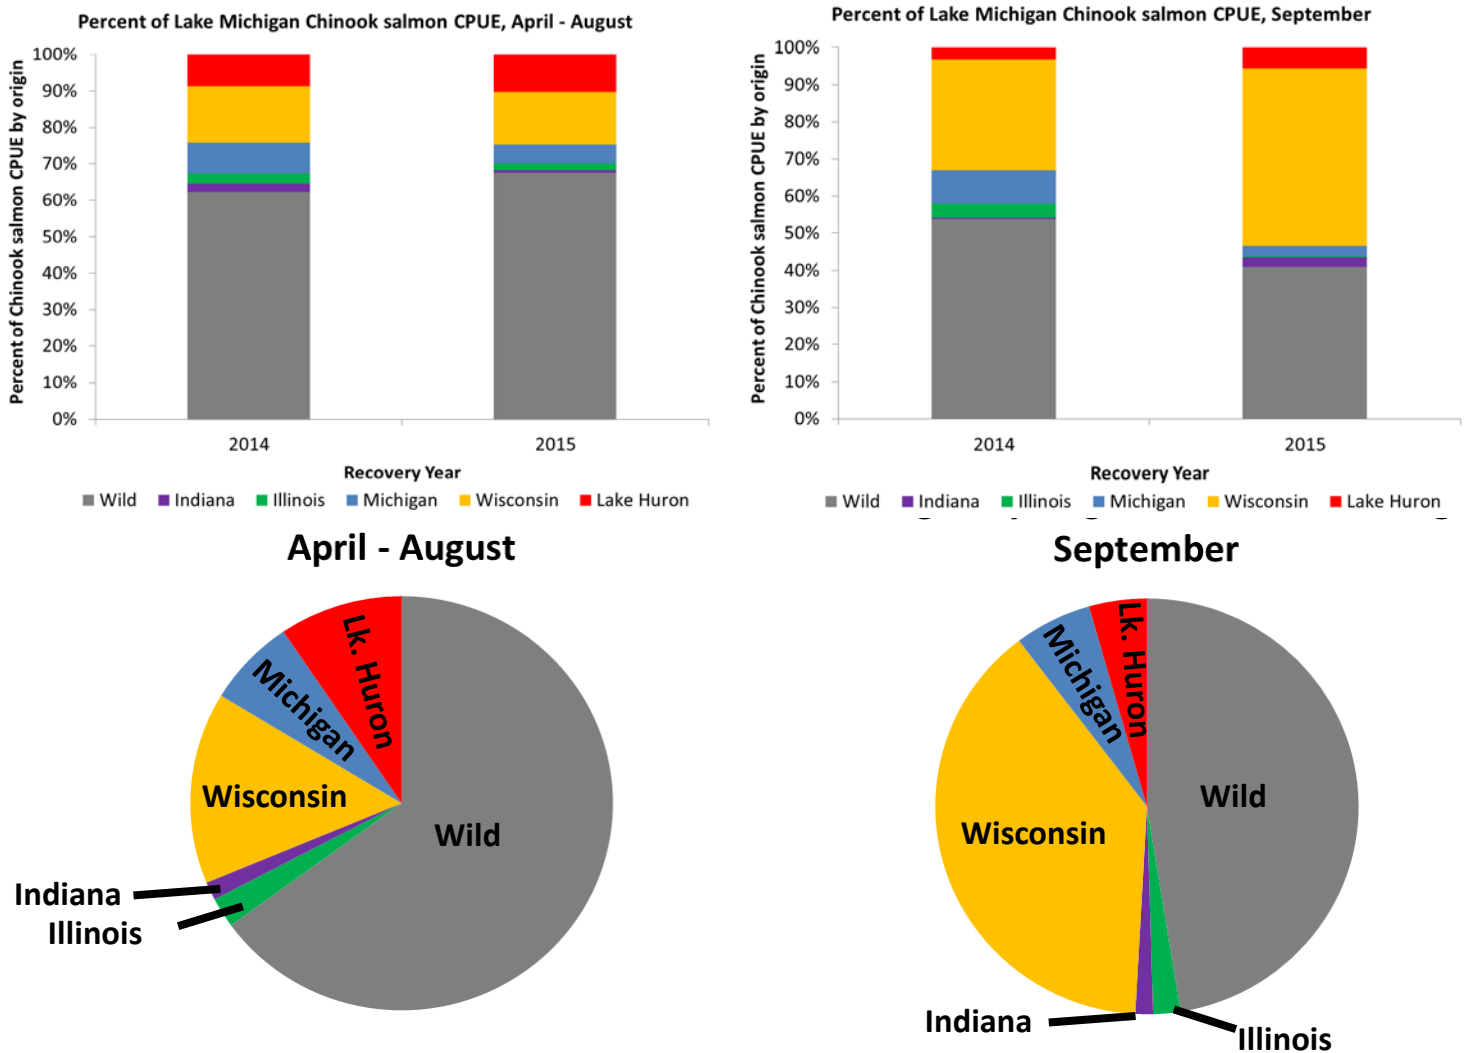 Percent of Lake Michigan Chinook salmon CPUE, April - August
Percent of Chinook salmon CPUE by origin
100%
90%
80%
70%
60%
50%
40%
30%
20%
10%
0%
2014
2015
Recovery Year
Wild
Indiana
Illinois
Michigan
Wisconsin
Lake Huron
Percent of Lake Michigan Chinook salmon CPUE, September
Percent of Chinook salmon CPUE by origin
100%
90%
80%
70%
60%
50%
40%
30%
20%
10%
0%
2014
2015
Recovery Year
Wild
Indiana
Illinois
Michigan
Wisconsin
Lake Huron
April - August
Lk. Huron
Michigan
Wisconsin
Wild
Indiana
Illinois
September
Lk. Huron
Michigan
Wild
Wisconsin
Indiana
Illinois